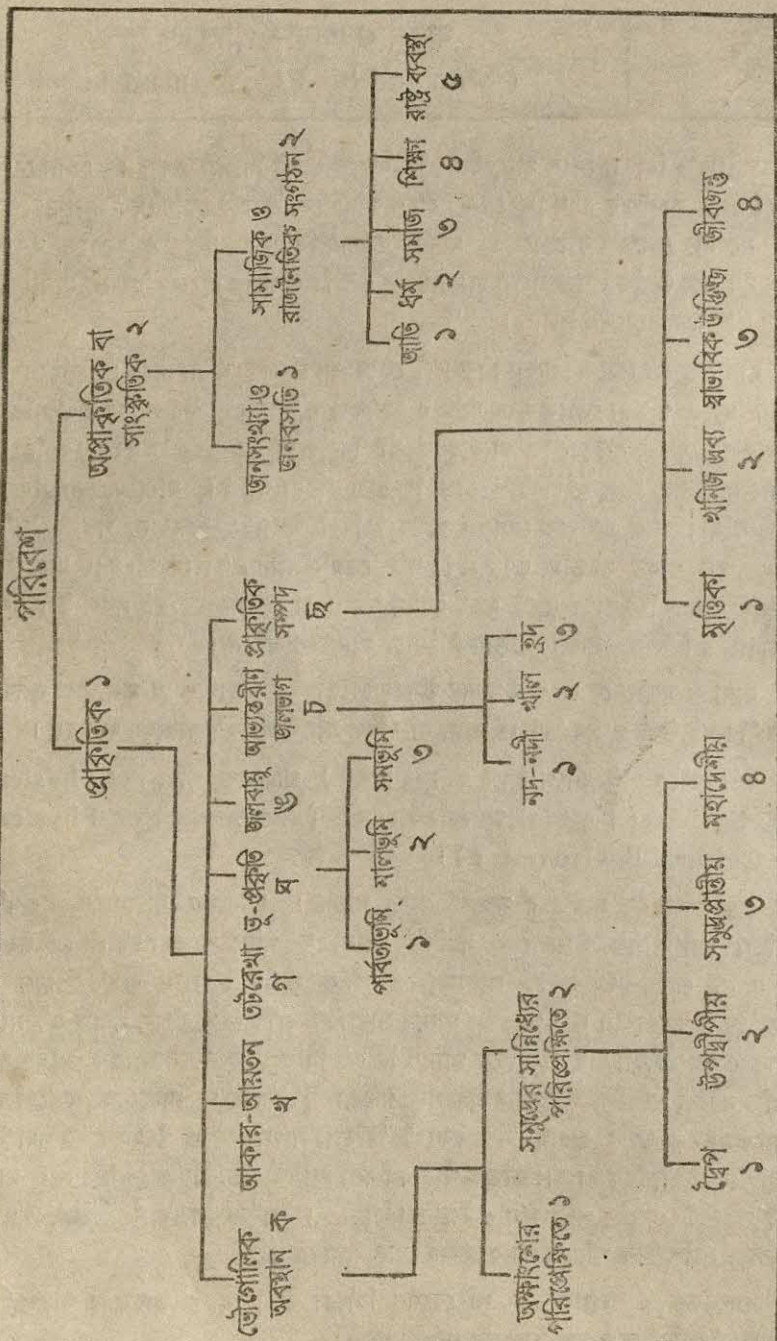 পরিবেশ
প্রাকৃতিক ১
অপ্রাকৃতিক বা
সাংস্কৃতিক ২
ভৌগোলিক
অবস্থান ক
আকার-আয়তন
খ
তটরেখা
গ
ভূ-প্রকৃতি
ঘ
জলবায়ু
ঙ
আভ্যন্তরীণ
জলভাগ
চ
প্রাকৃতিক
সম্পদ
ছ
জনসংখ্যা ও
জনবসতি ১
সামাজিক ও
রাজনৈতিক সংগঠন ২
জাতি
১
ধর্ম
২
সমাজ
৩
শিক্ষা
৪
রাষ্ট্র ব্যবস্থা
৫
পার্বত্যভূমি
১
মালভূমি
২
সমভূমি
৩
নদ-নদী
১
খাল
২
হ্রদ
৩
অক্ষাংশের
পরিপ্রেক্ষিতে ১
সমুদ্রের সান্নিধ্যের
পরিপ্রেক্ষিতে ২
দ্বৈপ
১
উপদ্বীপীয়
২
সমুদ্রপ্রান্তীয়
৩
মহাদেশীয়
৪
মৃত্তিকা
১
খনিজ দ্রব্য
২
স্বাভাবিক উদ্ভিজ্জ
৩
জীবজন্তু
৪